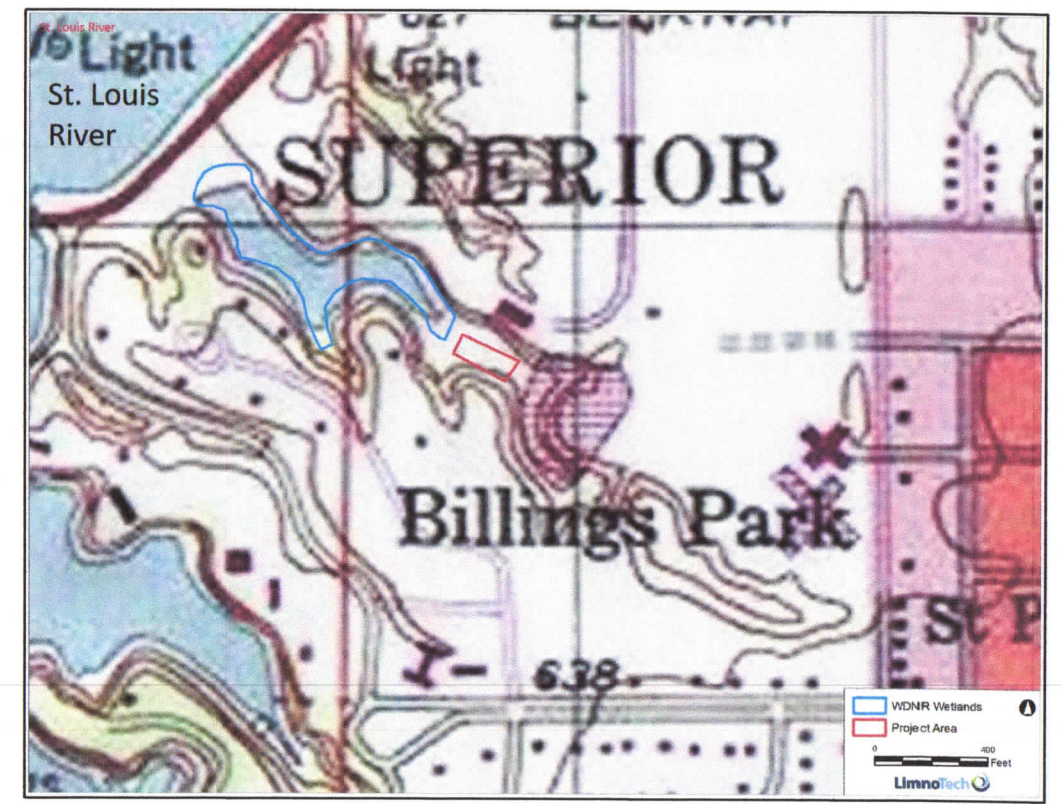 St. Louis River
Light
St. Louis
River
627
BELKNAP
Light
SUPERIOR
Billings Park
St P
638
WDNR Wetlands
Project Area
0 400
Feet
LimnoTech